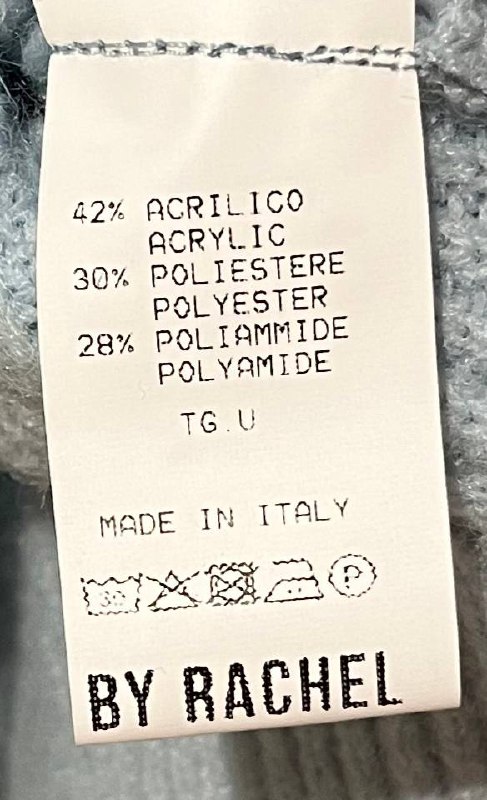 42% ACRILICO
ACRYLIC
30% POLIESTERE
POLYESTER
28% POLIAMMIDE
POLYAMIDE
TG.U
MADE IN ITALY
30 P
BY RACHEL